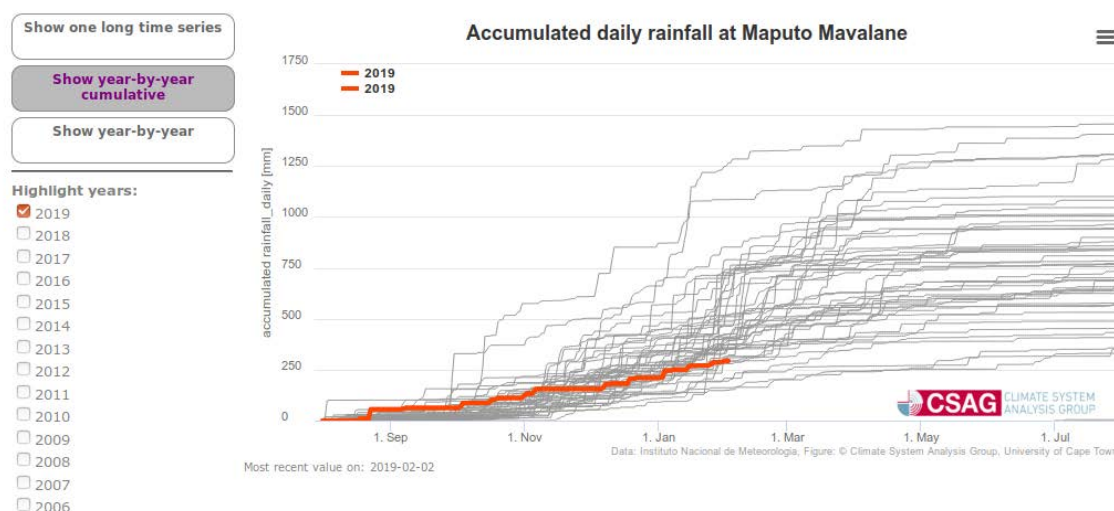 Show one long time series
Show year-by-year
cumulative
Show year-by-year
Highlight years:
2019
2018
2017
2016
2015
2014
2013
2012
2011
2010
2009
2008
2007
2006
Accumulated daily rainfall at Maputo Mavalane
2019
2019
accumulated rainfall_daily [mm]
1750
1500
1250
1000
750
500
250
0
1. Sep
1. Nov
1. Jan
1. Mar
1. May
1. Jul
CSAG
CLIMATE SYSTEM
ANALYSIS GROUP
Data: Instituto Nacional de Meteorologia, Figure: © Climate System Analysis Group, University of Cape Town
Most recent value on: 2019-02-02